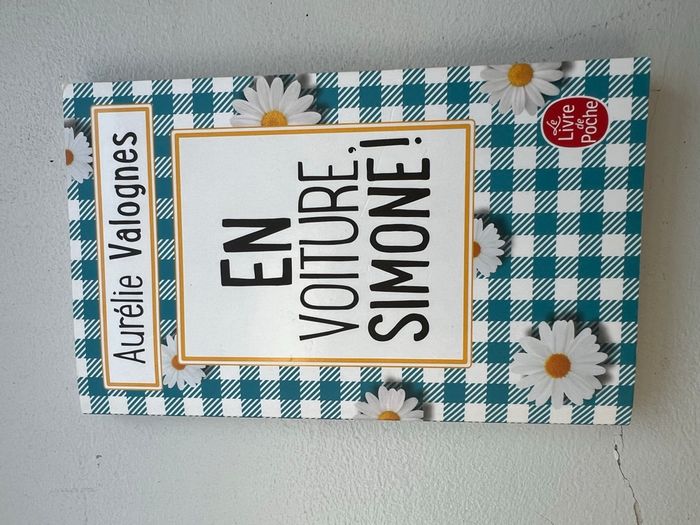 Aurélie Valognes
EN
VOITURE,
SIMONE!
Le
Livre
de
Poche